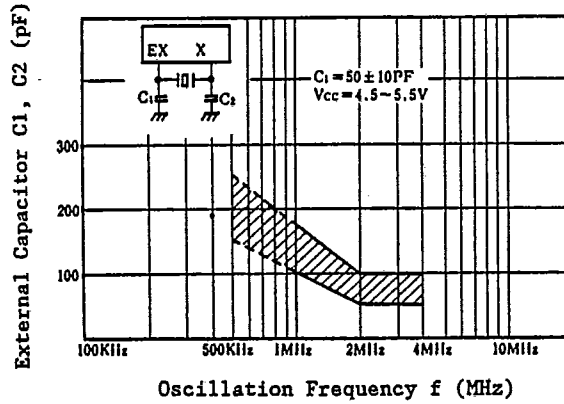 External Capacitor C1, C2 (pF)
EX X
C₁ C₂
C₁=50±10PF
VCC=4.5~5.5V
300
200
100
100KHz 500KHz 1MHz 2MHz 4MHz 10MHz
Oscillation Frequency f (MHz)